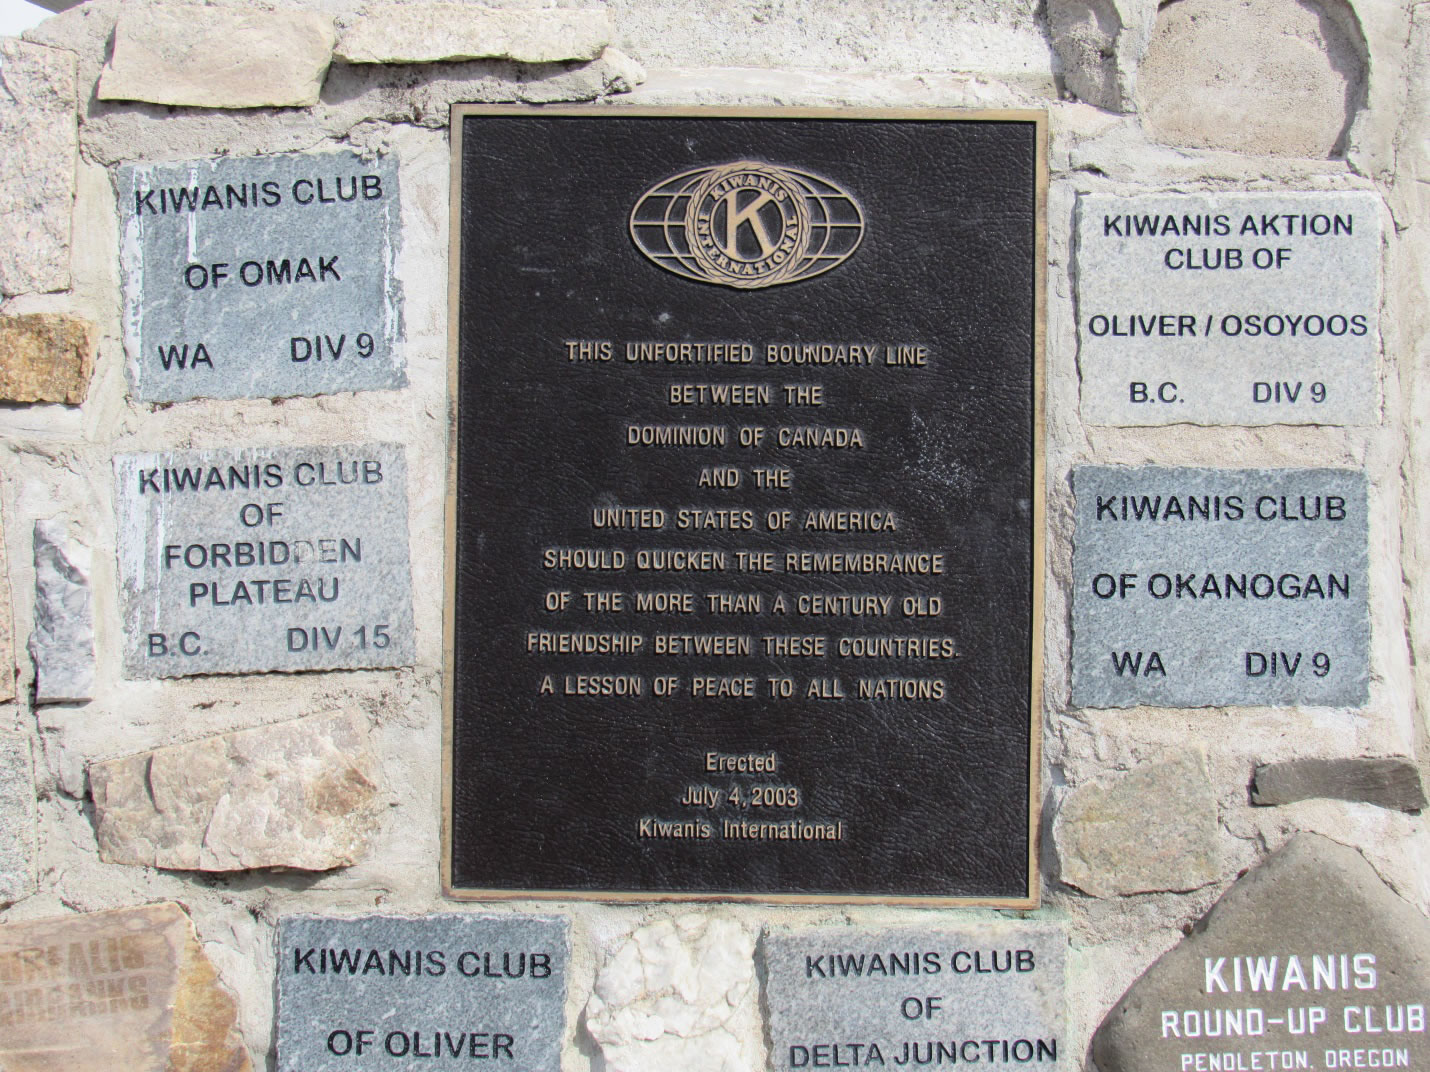 KIWANIS CLUB
OF OMAK
WA DIV 9
KIWANIS CLUB
OF
FORBIDDEN
PLATEAU
B.C. DIV 15
KIWANIS
INTERNATIONAL
K
THIS UNFORTIFIED BOUNDARY LINE
BETWEEN THE
DOMINION OF CANADA
AND THE
UNITED STATES OF AMERICA
SHOULD QUICKEN THE REMEMBRANCE
OF THE MORE THAN A CENTURY OLD
FRIENDSHIP BETWEEN THESE COUNTRIES.
A LESSON OF PEACE TO ALL NATIONS
Erected
July 4, 2003
Kiwanis International
KIWANIS AKTION
CLUB OF
OLIVER / OSOYOOS
B.C. DIV 9
KIWANIS CLUB
OF OKANOGAN
WA DIV 9
KIWANIS CLUB
OF OLIVER
KIWANIS CLUB
OF
DELTA JUNCTION
KIWANIS
ROUND-UP CLUB
PENDLETON, OREGON